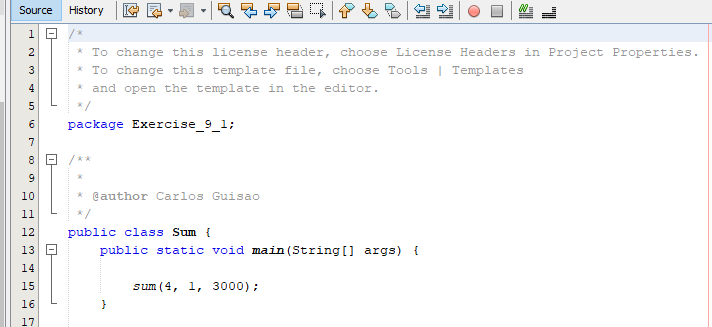 Source History
1 /*
2 * To change this license header, choose License Headers in Project Properties.
3 * To change this template file, choose Tools | Templates
4 * and open the template in the editor.
5 */
6 package Exercise_9_1;
7
8 /**
9 *
10 * @author Carlos Guisao
11 */
12 public class Sum {
13 public static void main(String[] args) {
14
15 sum(4, 1, 3000);
16 }
17